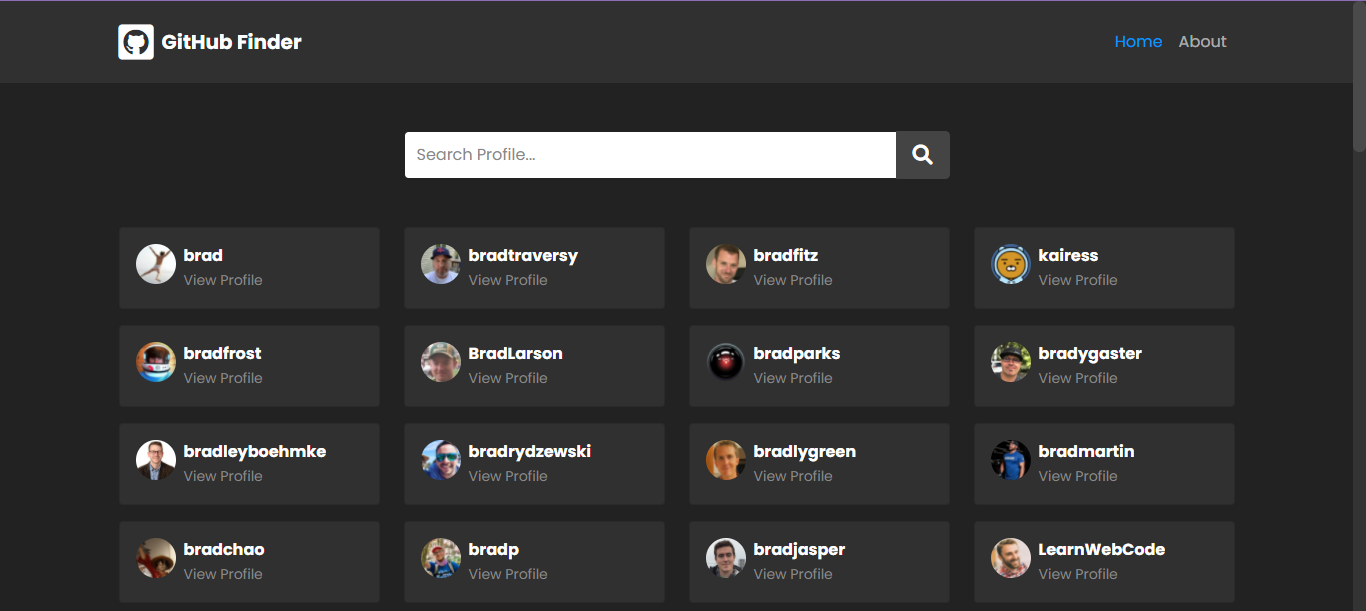 GitHub Finder
Home About
Search Profile...
brad
View Profile
bradtraversy
View Profile
bradfitz
View Profile
kairess
View Profile
bradfrost
View Profile
BradLarson
View Profile
bradparks
View Profile
bradygaster
View Profile
bradleyboehmke
View Profile
bradrydzewski
View Profile
bradlygreen
View Profile
bradmartin
View Profile
bradchao
View Profile
bradp
View Profile
bradjasper
View Profile
LearnWebCode
View Profile